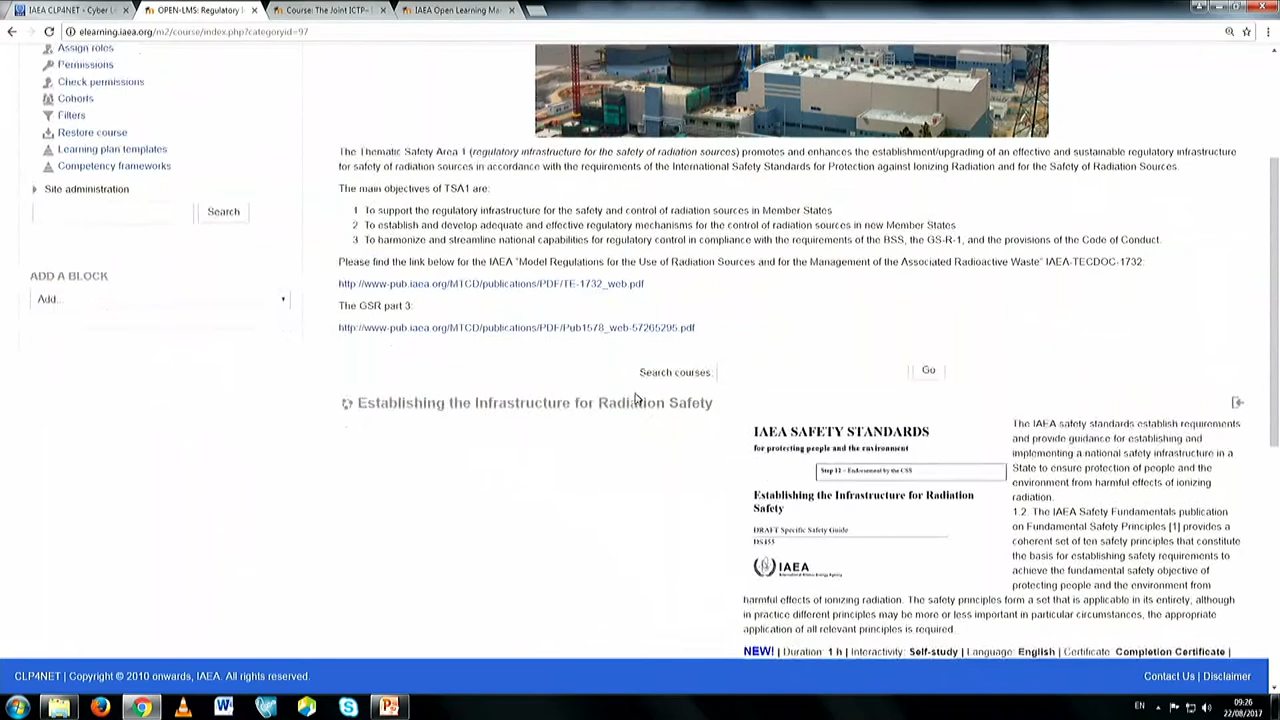 IAEA CLP4NET - Cyber L
OPEN-LMS: Regulatory I
Course: The Joint ICTP-
IAEA Open Learning Ma
elearning.iaea.org/m2/course/index.php?categoryid=97
Assign roles
Permissions
Check permissions
Cohorts
Filters
Restore course
Learning plan templates
Competency frameworks
Site administration
Search
ADD A BLOCK
Add...
The Thematic Safety Area 1 (regulatory infrastructure for the safety of radiation sources) promotes and enhances the establishment/upgrading of an effective and sustainable regulatory infrastructure
for safety of radiation sources in accordance with the requirements of the International Safety Standards for Protection against Ionizing Radiation and for the Safety of Radiation Sources.
The main objectives of TSA1 are:
1 To support the regulatory infrastructure for the safety and control of radiation sources in Member States
2 To establish and develop adequate and effective regulatory mechanisms for the control of radiation sources in new Member States
3 To harmonize and streamline national capabilities for regulatory control in compliance with the requirements of the BSS, the GS-R-1, and the provisions of the Code of Conduct.
Please find the link below for the IAEA "Model Regulations for the Use of Radiation Sources and for the Management of the Associated Radioactive Waste" IAEA-TECDOC-1732:
http://www-pub.iaea.org/MTCD/publications/PDF/TE-1732_web.pdf
The GSR part 3:
http://www-pub.iaea.org/MTCD/publications/PDF/Pub1578_web-57265295.pdf
Search courses:
Go
Establishing the Infrastructure for Radiation Safety
IAEA SAFETY STANDARDS
for protecting people and the environment
Step 12 – Endorsement by the CSS
Establishing the Infrastructure for Radiation
Safety
DRAFT Specific Safety Guide
DS455
IAEA
International Atomic Energy Agency
The IAEA safety standards establish requirements
and provide guidance for establishing and
implementing a national safety infrastructure in a
State to ensure protection of people and the
environment from harmful effects of ionizing
radiation.
1.2. The IAEA Safety Fundamentals publication
on Fundamental Safety Principles [1] provides a
coherent set of ten safety principles that constitute
the basis for establishing safety requirements to
achieve the fundamental safety objective of
protecting people and the environment from
harmful effects of ionizing radiation. The safety principles form a set that is applicable in its entirety; although
in practice different principles may be more or less important in particular circumstances, the appropriate
application of all relevant principles is required.
NEW! | Duration: 1 h | Interactivity: Self-study | Language: English | Certificate: Completion Certificate |
CLP4NET | Copyright © 2010 onwards, IAEA. All rights reserved.
Contact Us | Disclaimer
EN
09:26
22/08/2017